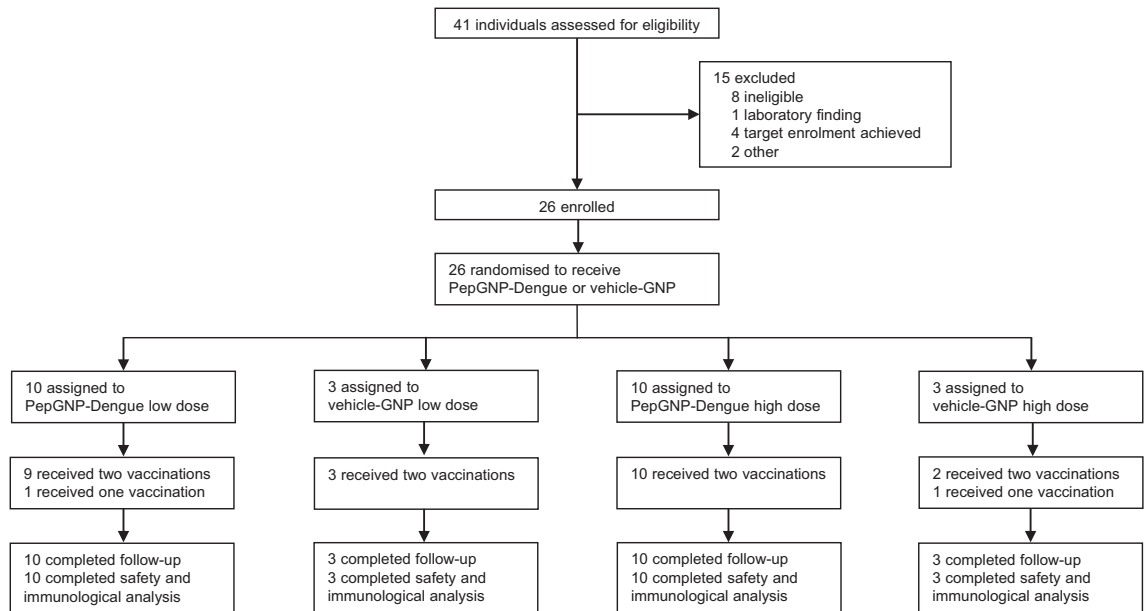 41 individuals assessed for eligibility
15 excluded
8 ineligible
1 laboratory finding
4 target enrolment achieved
2 other
26 enrolled
26 randomised to receive
PepGNP-Dengue or vehicle-GNP
10 assigned to
PepGNP-Dengue low dose
3 assigned to
vehicle-GNP low dose
10 assigned to
PepGNP-Dengue high dose
3 assigned to
vehicle-GNP high dose
9 received two vaccinations
1 received one vaccination
3 received two vaccinations
10 received two vaccinations
2 received two vaccinations
1 received one vaccination
10 completed follow-up
10 completed safety and
immunological analysis
3 completed follow-up
3 completed safety and
immunological analysis
10 completed follow-up
10 completed safety and
immunological analysis
3 completed follow-up
3 completed safety and
immunological analysis